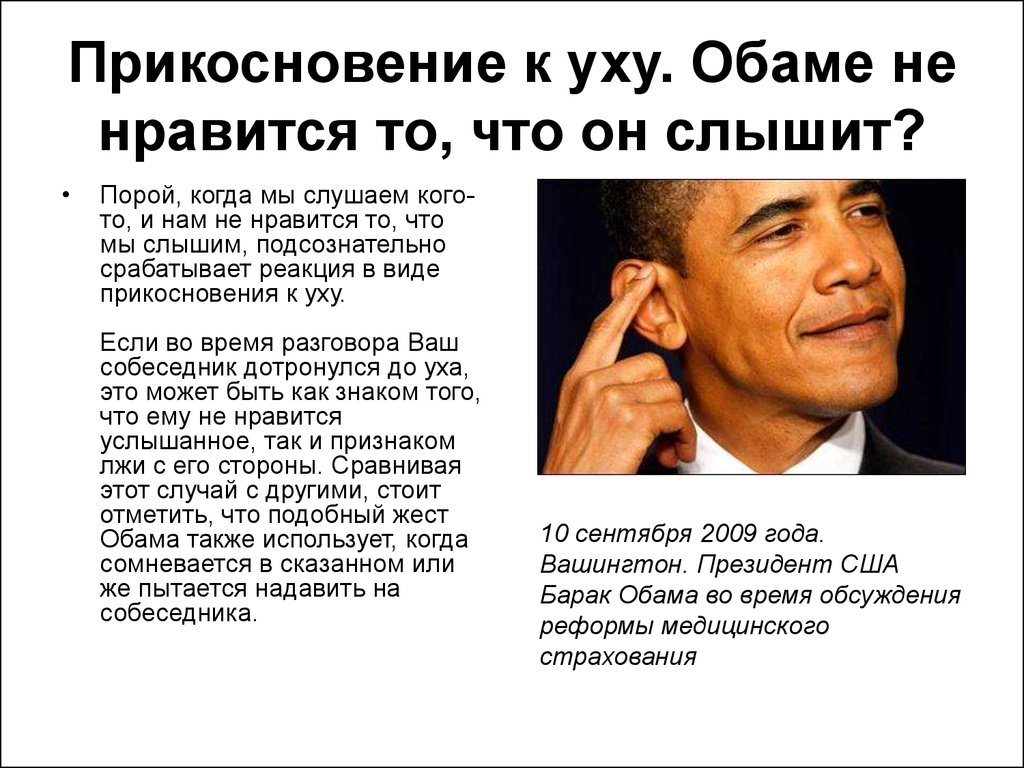 Прикосновение к уху. Обаме не
нравится то, что он слышит?
• Порой, когда мы слушаем кого-
то, и нам не нравится то, что
мы слышим, подсознательно
срабатывает реакция в виде
прикосновения к уху.
Если во время разговора Ваш
собеседник дотронулся до уха,
это может быть как знаком того,
что ему не нравится
услышанное, так и признаком
лжи с его стороны. Сравнивая
этот случай с другими, стоит
отметить, что подобный жест
Обама также использует, когда
сомневается в сказанном или
же пытается надавить на
собеседника.
10 сентября 2009 года.
Вашингтон. Президент США
Барак Обама во время обсуждения
реформы медицинского
страхования